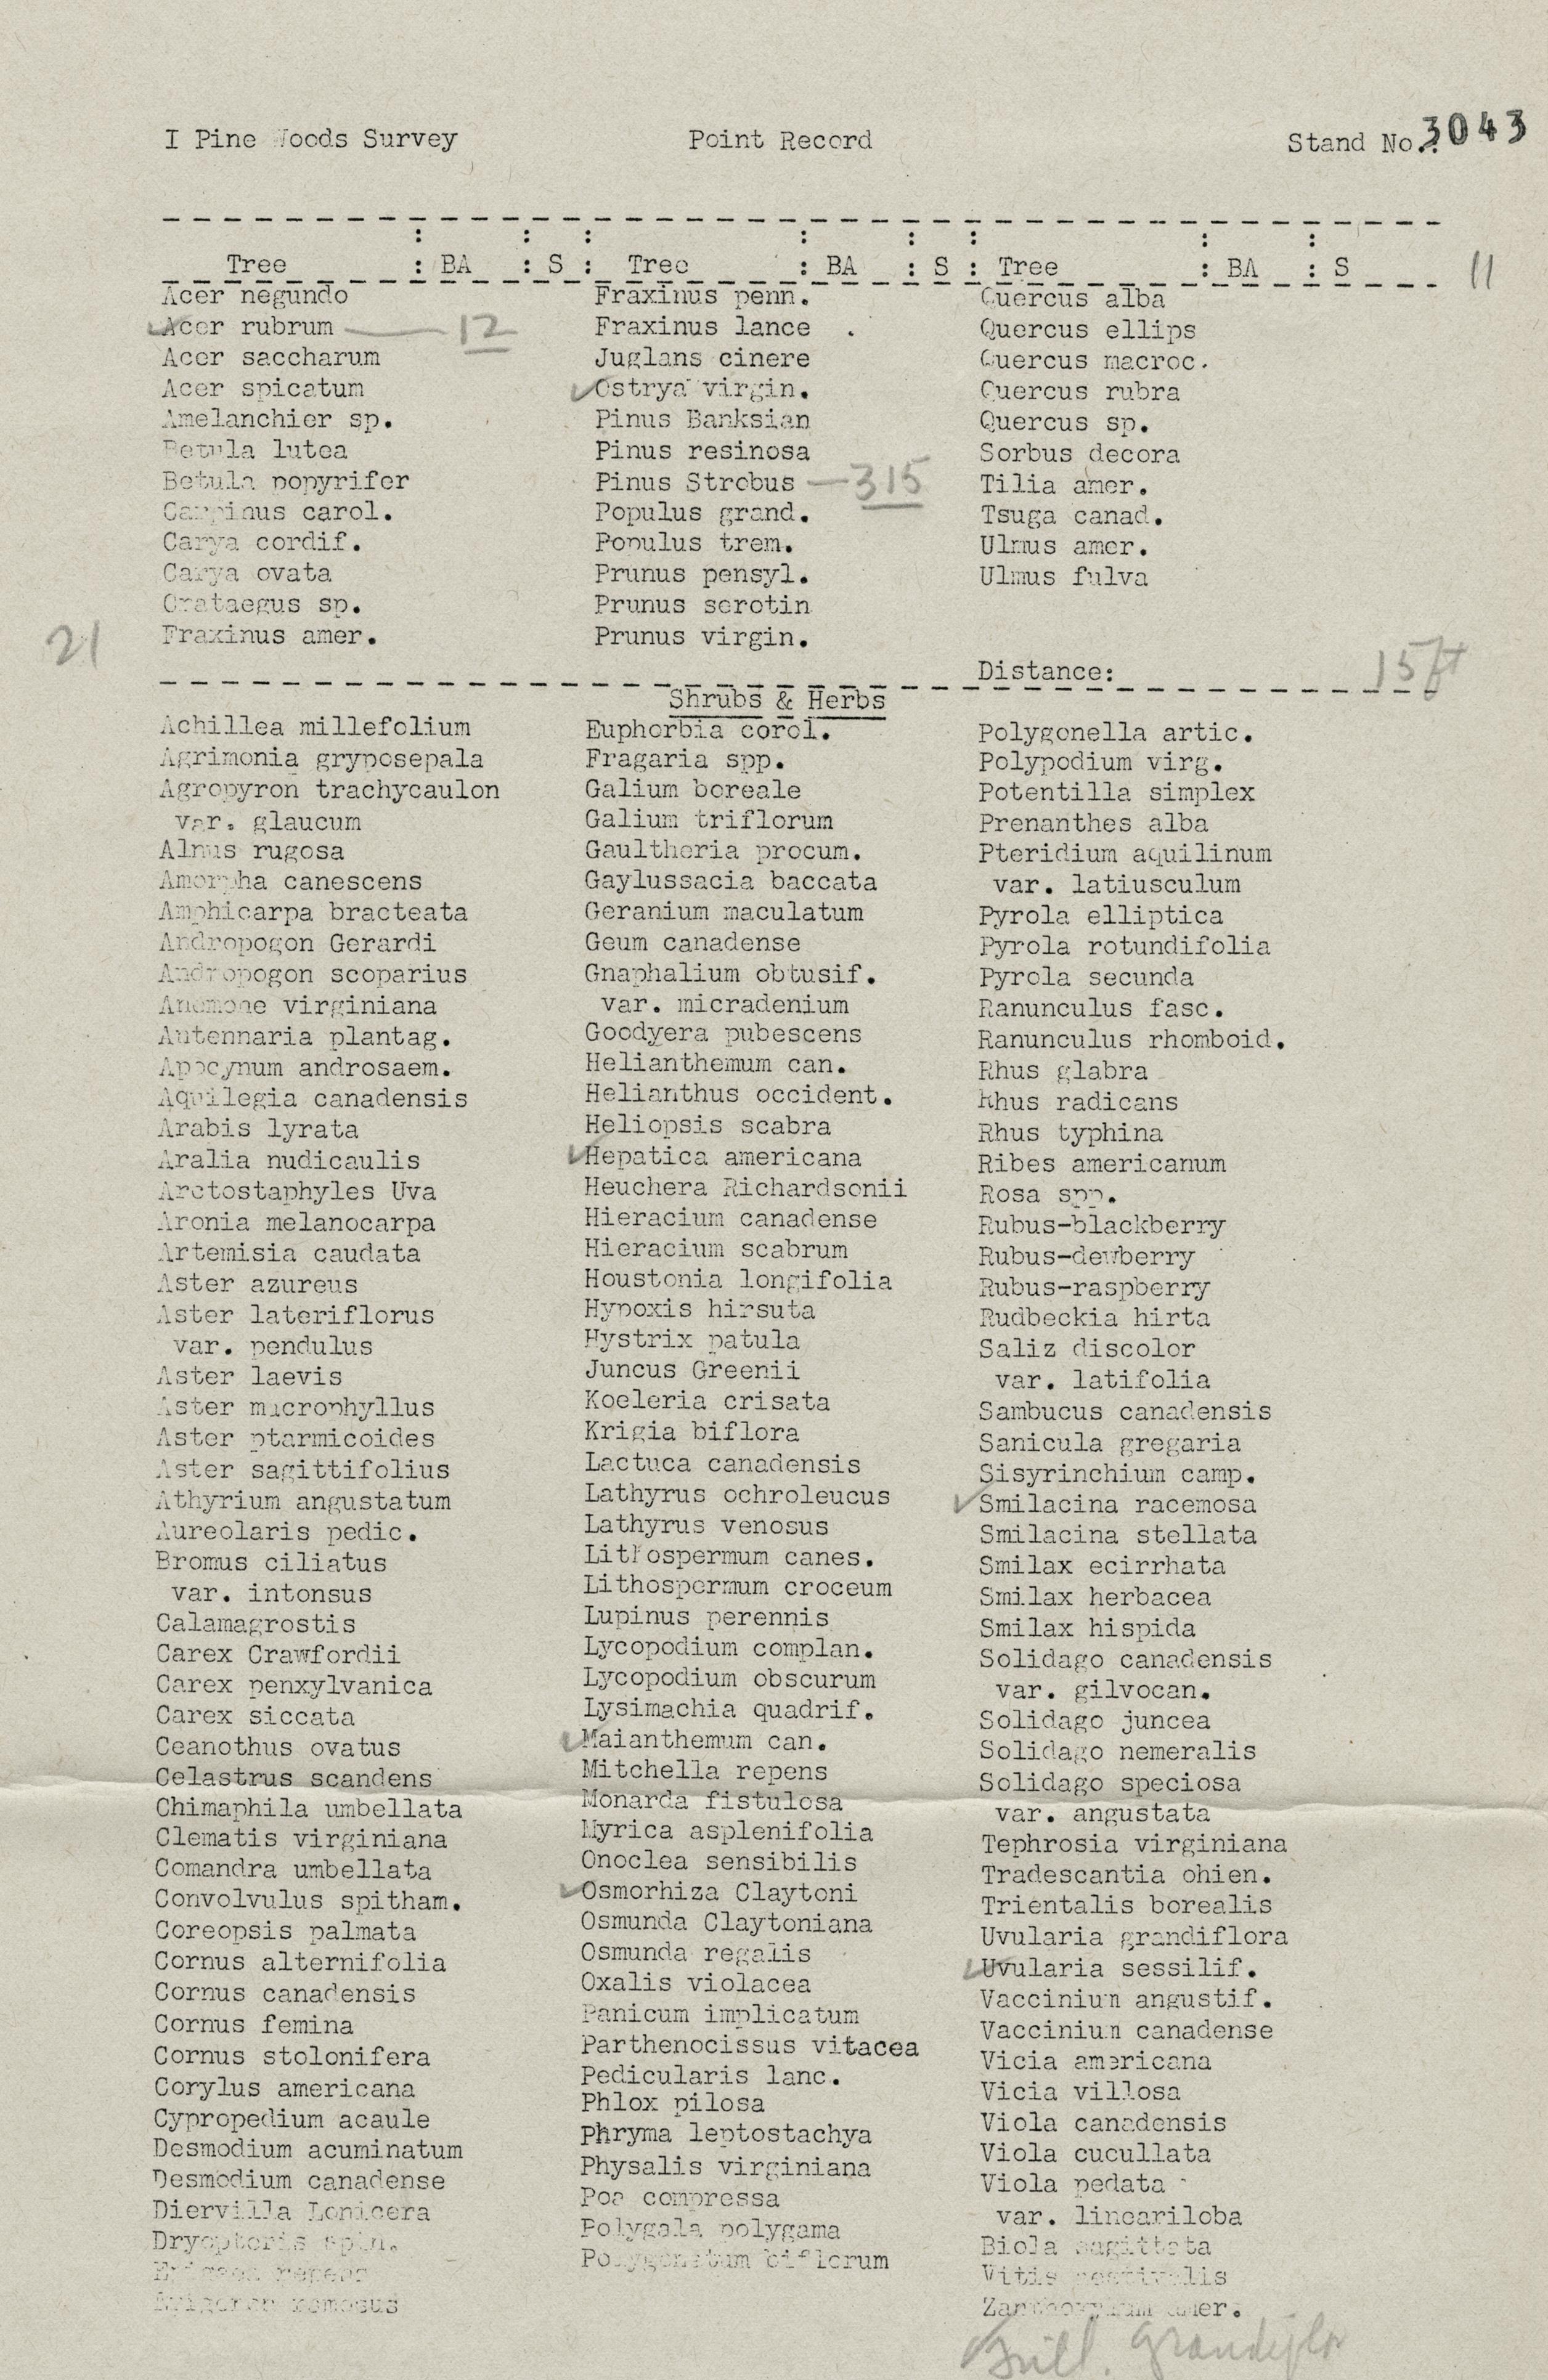 I Pine Woods Survey Point Record Stand No. 3043
Tree : BA : S : Tree : BA : S : Tree : BA : S 11
Acer negundo
Acer rubrum — 12
Acer saccharum
Acer spicatum
Amelanchier sp.
Betula lutea
Betula popyrifer
Carpinus carol.
Carya cordif.
Carya ovata
Crataegus sp.
Fraxinus amer.
21
Fraxinus penn.
Fraxinus lance .
Juglans cinere
✓Ostrya virgin.
Pinus Banksian
Pinus resinosa
Pinus Strobus — 315
Populus grand.
Populus trem.
Prunus pensyl.
Prunus serotin
Prunus virgin.
Quercus alba
Quercus ellips
Quercus macroc.
Quercus rubra
Quercus sp.
Sorbus decora
Tilia amer.
Tsuga canad.
Ulmus amer.
Ulmus fulva
Distance: 15 ft
Shrubs & Herbs
Achillea millefolium
Agrimonia gryposepala
Agropyron trachycaulon
var. glaucum
Alnus rugosa
Amorpha canescens
Amphicarpa bracteata
Andropogon Gerardi
Andropogon scoparius
Anemone virginiana
Antennaria plantag.
Apocynum androsaem.
Aquilegia canadensis
Arabis lyrata
Aralia nudicaulis
Arctostaphyles Uva
Aronia melanocarpa
Artemisia caudata
Aster azureus
Aster lateriflorus
var. pendulus
Aster laevis
Aster macrophyllus
Aster ptarmicoides
Aster sagittifolius
Athyrium angustatum
Aureolaris pedic.
Bromus ciliatus
var. intonsus
Calamagrostis
Carex Crawfordii
Carex penxylvanica
Carex siccata
Ceanothus ovatus
Celastrus scandens
Chimaphila umbellata
Clematis virginiana
Comandra umbellata
Convolvulus spitham.
Coreopsis palmata
Cornus alternifolia
Cornus canadensis
Cornus femina
Cornus stolonifera
Corylus americana
Cypropedium acaule
Desmodium acuminatum
Desmodium canadense
Diervilla Lonicera
Dryopteris spin.
Epigaea repens
Erigeron ramosus
Euphorbia corol.
Fragaria spp.
Galium boreale
Galium triflorum
Gaultheria procum.
Gaylussacia baccata
Geranium maculatum
Geum canadense
Gnaphalium obtusif.
var. micradenium
Goodyera pubescens
Helianthemum can.
Helianthus occident.
Heliopsis scabra
✓Hepatica americana
Heuchera Richardsonii
Hieracium canadense
Hieracium scabrum
Houstonia longifolia
Hypoxis hirsuta
Hystrix patula
Juncus Greenii
Koeleria crisata
Krigia biflora
Lactuca canadensis
Lathyrus ochroleucus
Lathyrus venosus
Lithospermum canes.
Lithospermum croceum
Lupinus perennis
Lycopodium complan.
Lycopodium obscurum
Lysimachia quadrif.
✓Maianthemum can.
Mitchella repens
Monarda fistulosa
Myrica asplenifolia
Onoclea sensibilis
✓Osmorhiza Claytoni
Osmunda Claytoniana
Osmunda regalis
Oxalis violacea
Panicum implicatum
Parthenocissus vitacea
Pedicularis lanc.
Phlox pilosa
Phryma leptostachya
Physalis virginiana
Poa compressa
Polygala polygama
Polygonatum biflorum
Polygonella artic.
Polypodium virg.
Potentilla simplex
Prenanthes alba
Pteridium aquilinum
var. latiusculum
Pyrola elliptica
Pyrola rotundifolia
Pyrola secunda
Ranunculus fasc.
Ranunculus rhomboid.
Rhus glabra
Rhus radicans
Rhus typhina
Ribes americanum
Rosa spp.
Rubus-blackberry
Rubus-dewberry
Rubus-raspberry
Rudbeckia hirta
Saliz discolor
var. latifolia
Sambucus canadensis
Sanicula gregaria
Sisyrinchium camp.
✓Smilacina racemosa
Smilacina stellata
Smilax ecirrhata
Smilax herbacea
Smilax hispida
Solidago canadensis
var. gilvocan.
Solidago juncea
Solidago nemeralis
Solidago speciosa
var. angustata
Tephrosia virginiana
Tradescantia ohien.
Trientalis borealis
Uvularia grandiflora
✓Uvularia sessilif.
Vaccinium angustif.
Vaccinium canadense
Vicia americana
Vicia villosa
Viola canadensis
Viola cucullata
Viola pedata
var. lineariloba
Biola sagittata
Vitis aestivalis
Zanthoxylum amer.
Trill. grandiflor